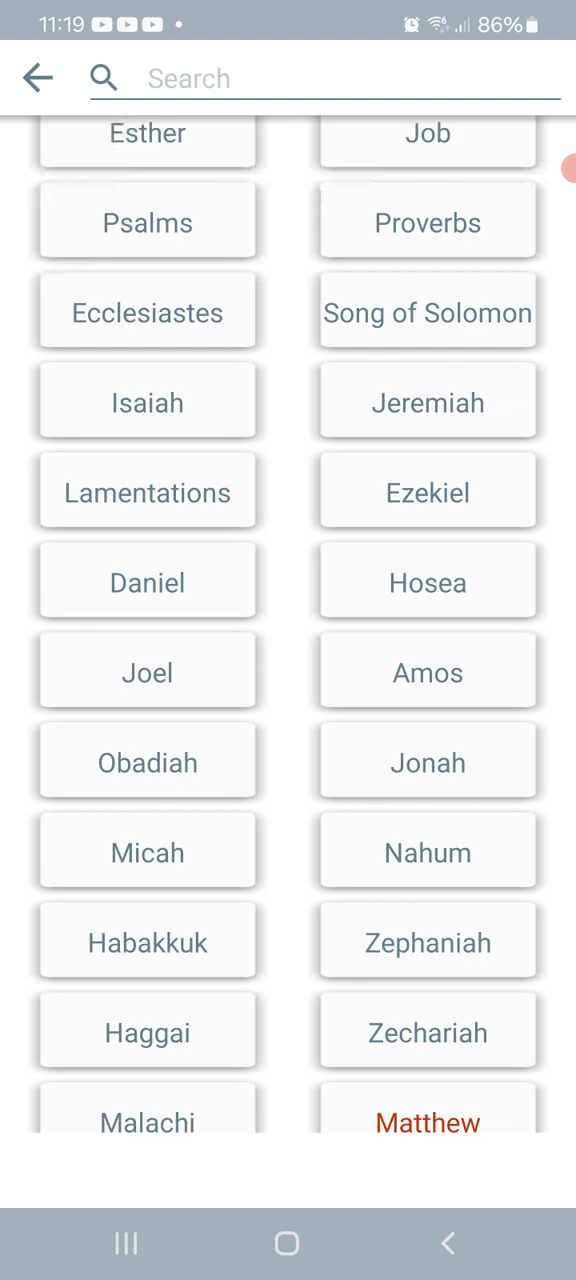 11:19 86%
Search
Esther Job
Psalms Proverbs
Ecclesiastes Song of Solomon
Isaiah Jeremiah
Lamentations Ezekiel
Daniel Hosea
Joel Amos
Obadiah Jonah
Micah Nahum
Habakkuk Zephaniah
Haggai Zechariah
Malachi Matthew